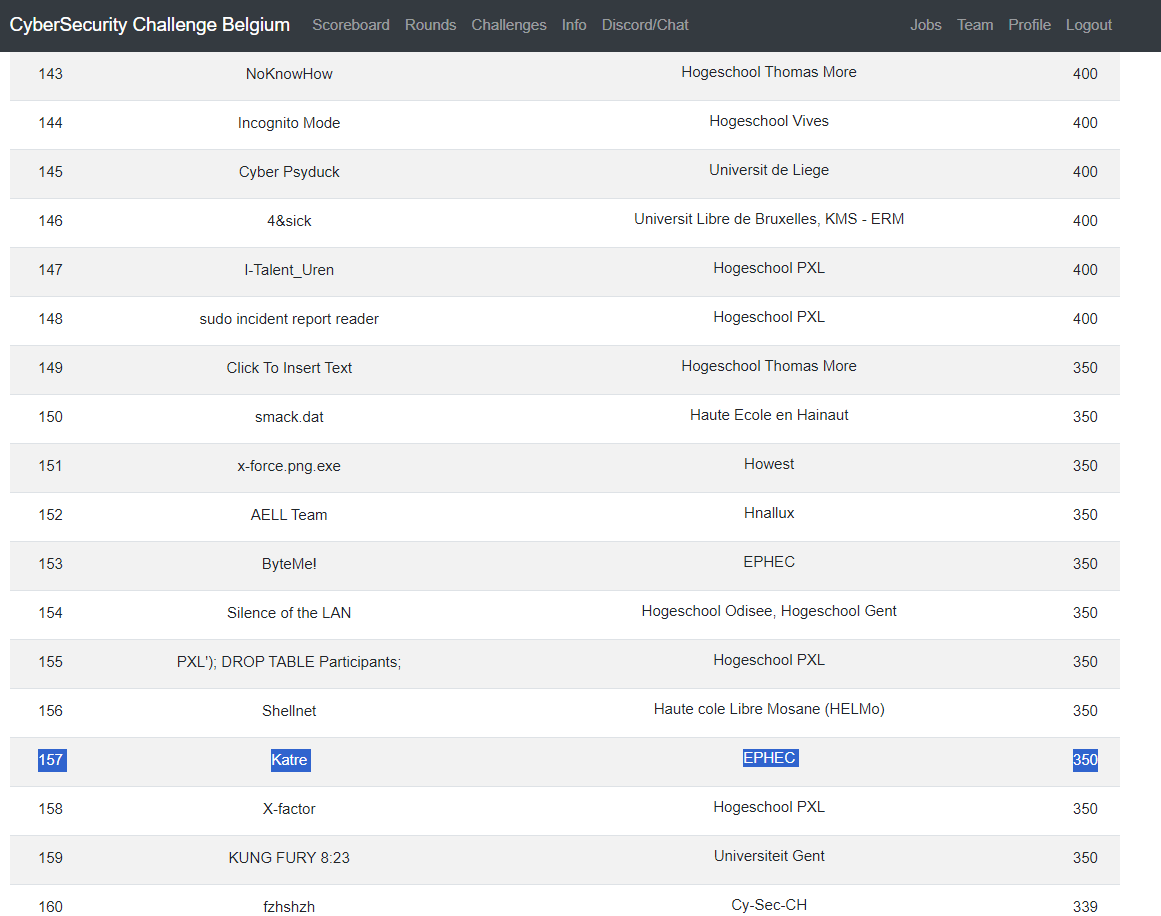 CyberSecurity Challenge Belgium Scoreboard Rounds Challenges Info Discord/Chat Jobs Team Profile Logout
143 NoKnowHow Hogeschool Thomas More 400
144 Incognito Mode Hogeschool Vives 400
145 Cyber Psyduck Universit de Liege 400
146 4&sick Universit Libre de Bruxelles, KMS - ERM 400
147 I-Talent_Uren Hogeschool PXL 400
148 sudo incident report reader Hogeschool PXL 400
149 Click To Insert Text Hogeschool Thomas More 350
150 smack.dat Haute Ecole en Hainaut 350
151 x-force.png.exe Howest 350
152 AELL Team Hnallux 350
153 ByteMe! EPHEC 350
154 Silence of the LAN Hogeschool Odisee, Hogeschool Gent 350
155 PXL'); DROP TABLE Participants; Hogeschool PXL 350
156 Shellnet Haute cole Libre Mosane (HELMo) 350
157 Katre EPHEC 350
158 X-factor Hogeschool PXL 350
159 KUNG FURY 8:23 Universiteit Gent 350
160 fzhshzh Cy-Sec-CH 339